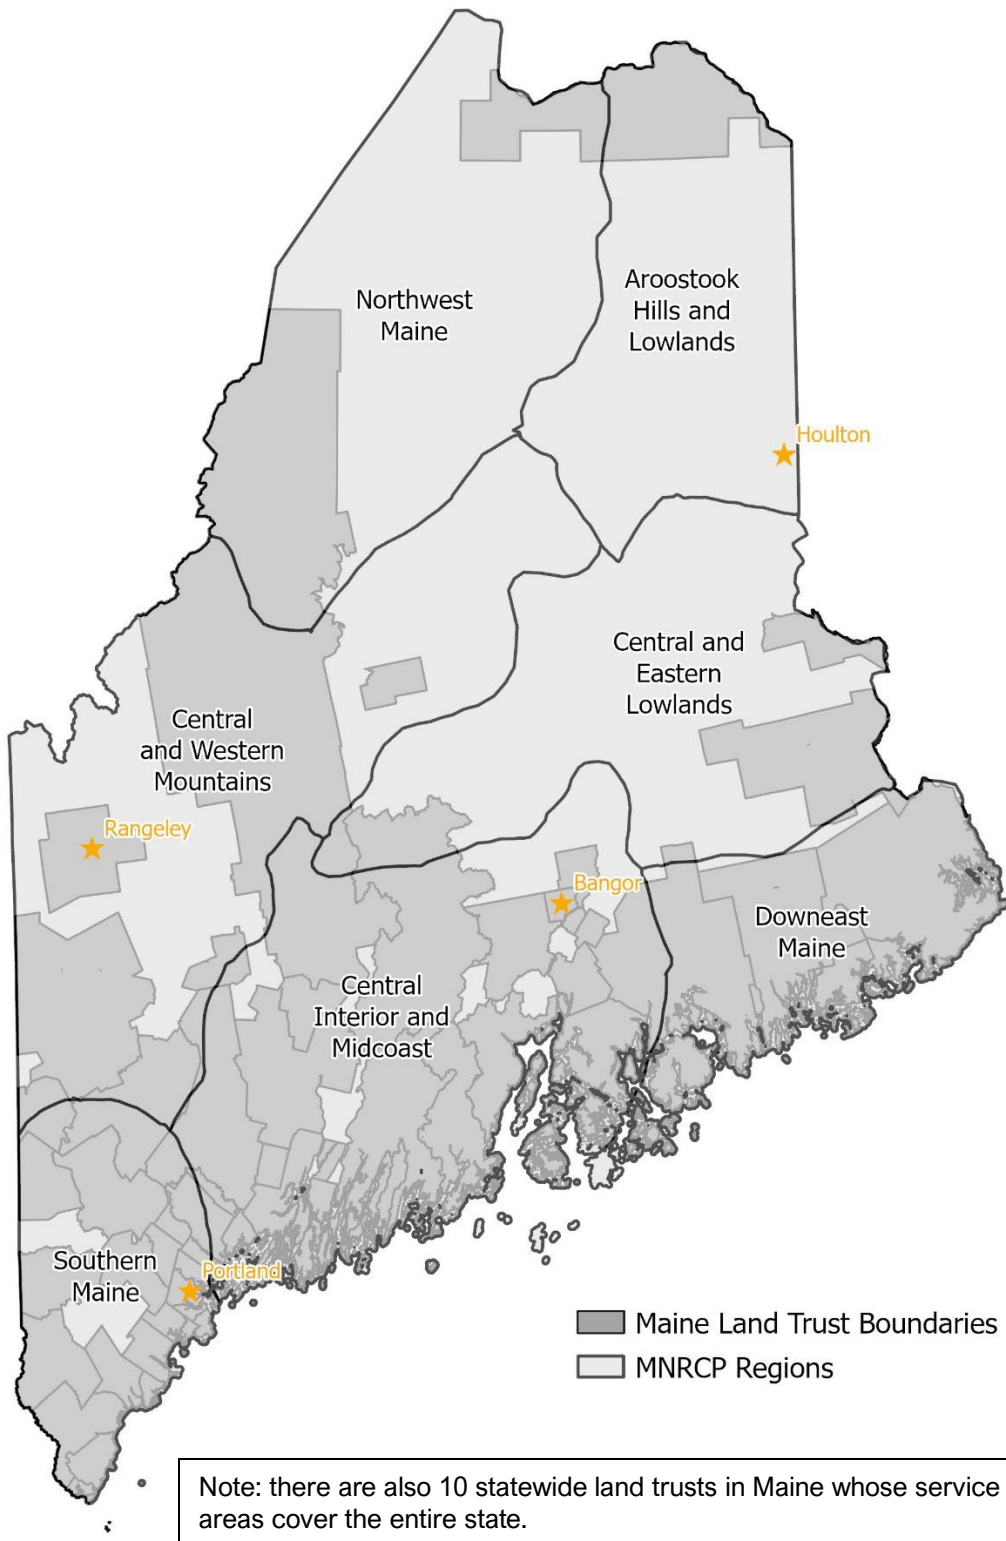 Northwest
Maine
Aroostook
Hills and
Lowlands
Houlton
Central and
Eastern
Lowlands
Central
and Western
Mountains
Rangeley
Bangor
Downeast
Maine
Central
Interior and
Midcoast
Southern
Maine
Portland
Maine Land Trust Boundaries
MNRCP Regions
Note: there are also 10 statewide land trusts in Maine whose service
areas cover the entire state.